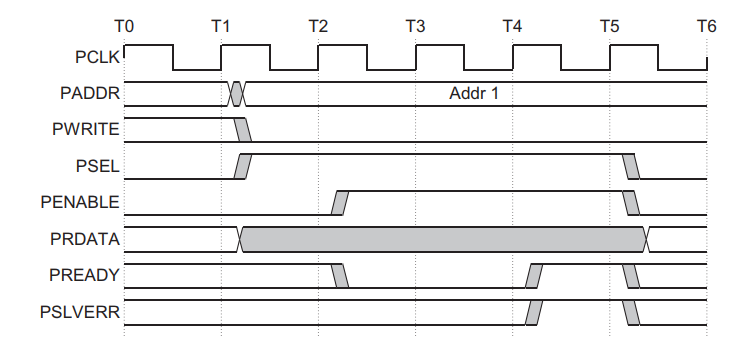 T0 T1 T2 T3 T4 T5 T6
PCLK
PADDR Addr 1
PWRITE
PSEL
PENABLE
PRDATA
PREADY
PSLVERR